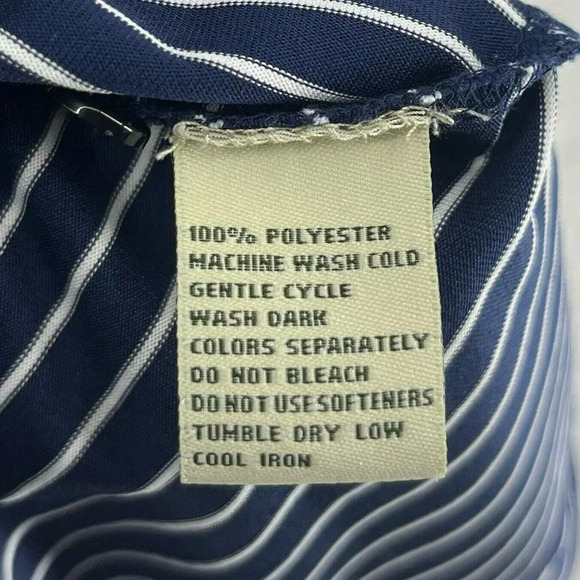 100% POLYESTER
MACHINE WASH COLD
GENTLE CYCLE
WASH DARK
COLORS SEPARATELY
DO NOT BLEACH
DO NOT USE SOFTENERS
TUMBLE DRY LOW
COOL IRON